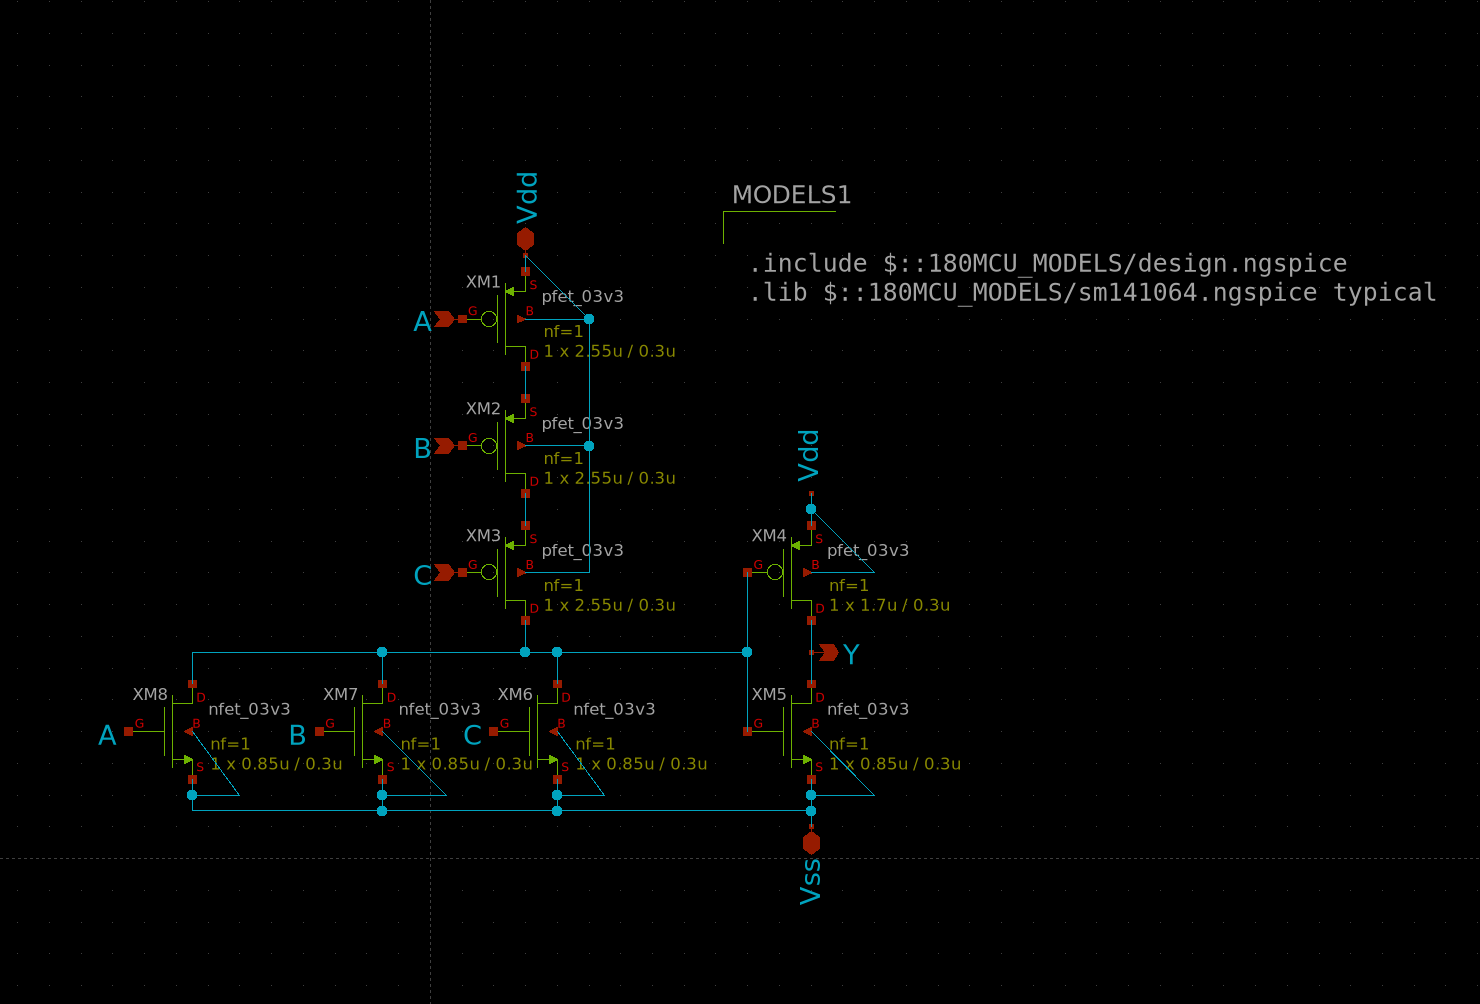 Vdd
MODELS1
.include $::180MCU_MODELS/design.ngspice
.lib $::180MCU_MODELS/sm141064.ngspice typical
XM1
S
pfet_03v3
A
G
B
nf=1
1 x 2.55u / 0.3u
D
XM2
S
pfet_03v3
B
G
B
nf=1
1 x 2.55u / 0.3u
D
Vdd
XM3
S
pfet_03v3
C
G
B
nf=1
1 x 2.55u / 0.3u
D
XM4
S
pfet_03v3
G
B
nf=1
1 x 1.7u / 0.3u
D
Y
XM8
D
nfet_03v3
A
G
B
nf=1
1 x 0.85u / 0.3u
S
XM7
D
nfet_03v3
B
G
B
nf=1
1 x 0.85u / 0.3u
S
XM6
D
nfet_03v3
C
G
B
nf=1
1 x 0.85u / 0.3u
S
XM5
D
nfet_03v3
G
B
nf=1
1 x 0.85u / 0.3u
S
Vss